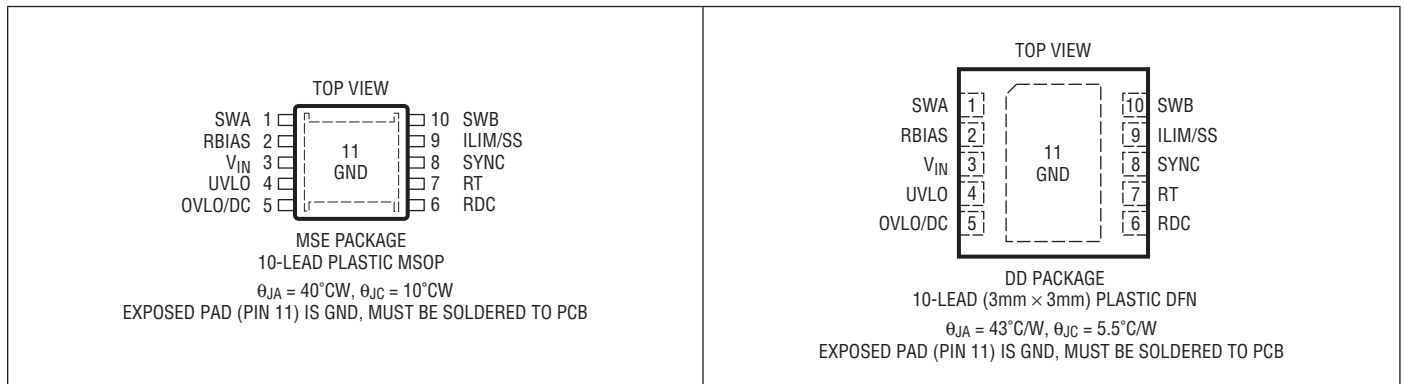 TOP VIEW
SWA 1
RBIAS 2
VIN 3
UVLO 4
OVLO/DC 5
11
GND
10 SWB
9 ILIM/SS
8 SYNC
7 RT
6 RDC
MSE PACKAGE
10-LEAD PLASTIC MSOP
θJA = 40°CW, θJC = 10°CW
EXPOSED PAD (PIN 11) IS GND, MUST BE SOLDERED TO PCB
TOP VIEW
SWA 1
RBIAS 2
VIN 3
UVLO 4
OVLO/DC 5
11
GND
10 SWB
9 ILIM/SS
8 SYNC
7 RT
6 RDC
DD PACKAGE
10-LEAD (3mm × 3mm) PLASTIC DFN
θJA = 43°C/W, θJC = 5.5°C/W
EXPOSED PAD (PIN 11) IS GND, MUST BE SOLDERED TO PCB